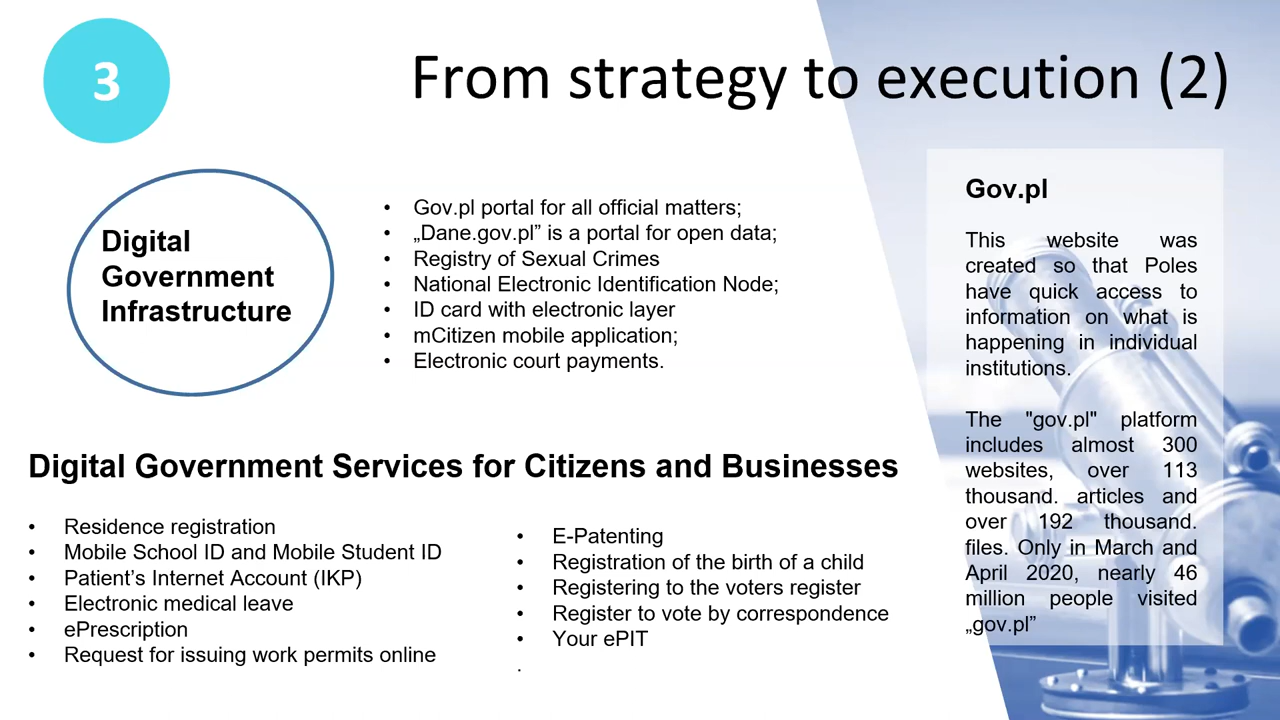 3
From strategy to execution (2)
Digital
Government
Infrastructure
• Gov.pl portal for all official matters;
• „Dane.gov.pl” is a portal for open data;
• Registry of Sexual Crimes
• National Electronic Identification Node;
• ID card with electronic layer
• mCitizen mobile application;
• Electronic court payments.
Digital Government Services for Citizens and Businesses
• Residence registration
• Mobile School ID and Mobile Student ID
• Patient’s Internet Account (IKP)
• Electronic medical leave
• ePrescription
• Request for issuing work permits online
• E-Patenting
• Registration of the birth of a child
• Registering to the voters register
• Register to vote by correspondence
• Your ePIT
.
Gov.pl
This website was
created so that Poles
have quick access to
information on what is
happening in individual
institutions.
The "gov.pl" platform
includes almost 300
websites, over 113
thousand. articles and
over 192 thousand.
files. Only in March and
April 2020, nearly 46
million people visited
„gov.pl”